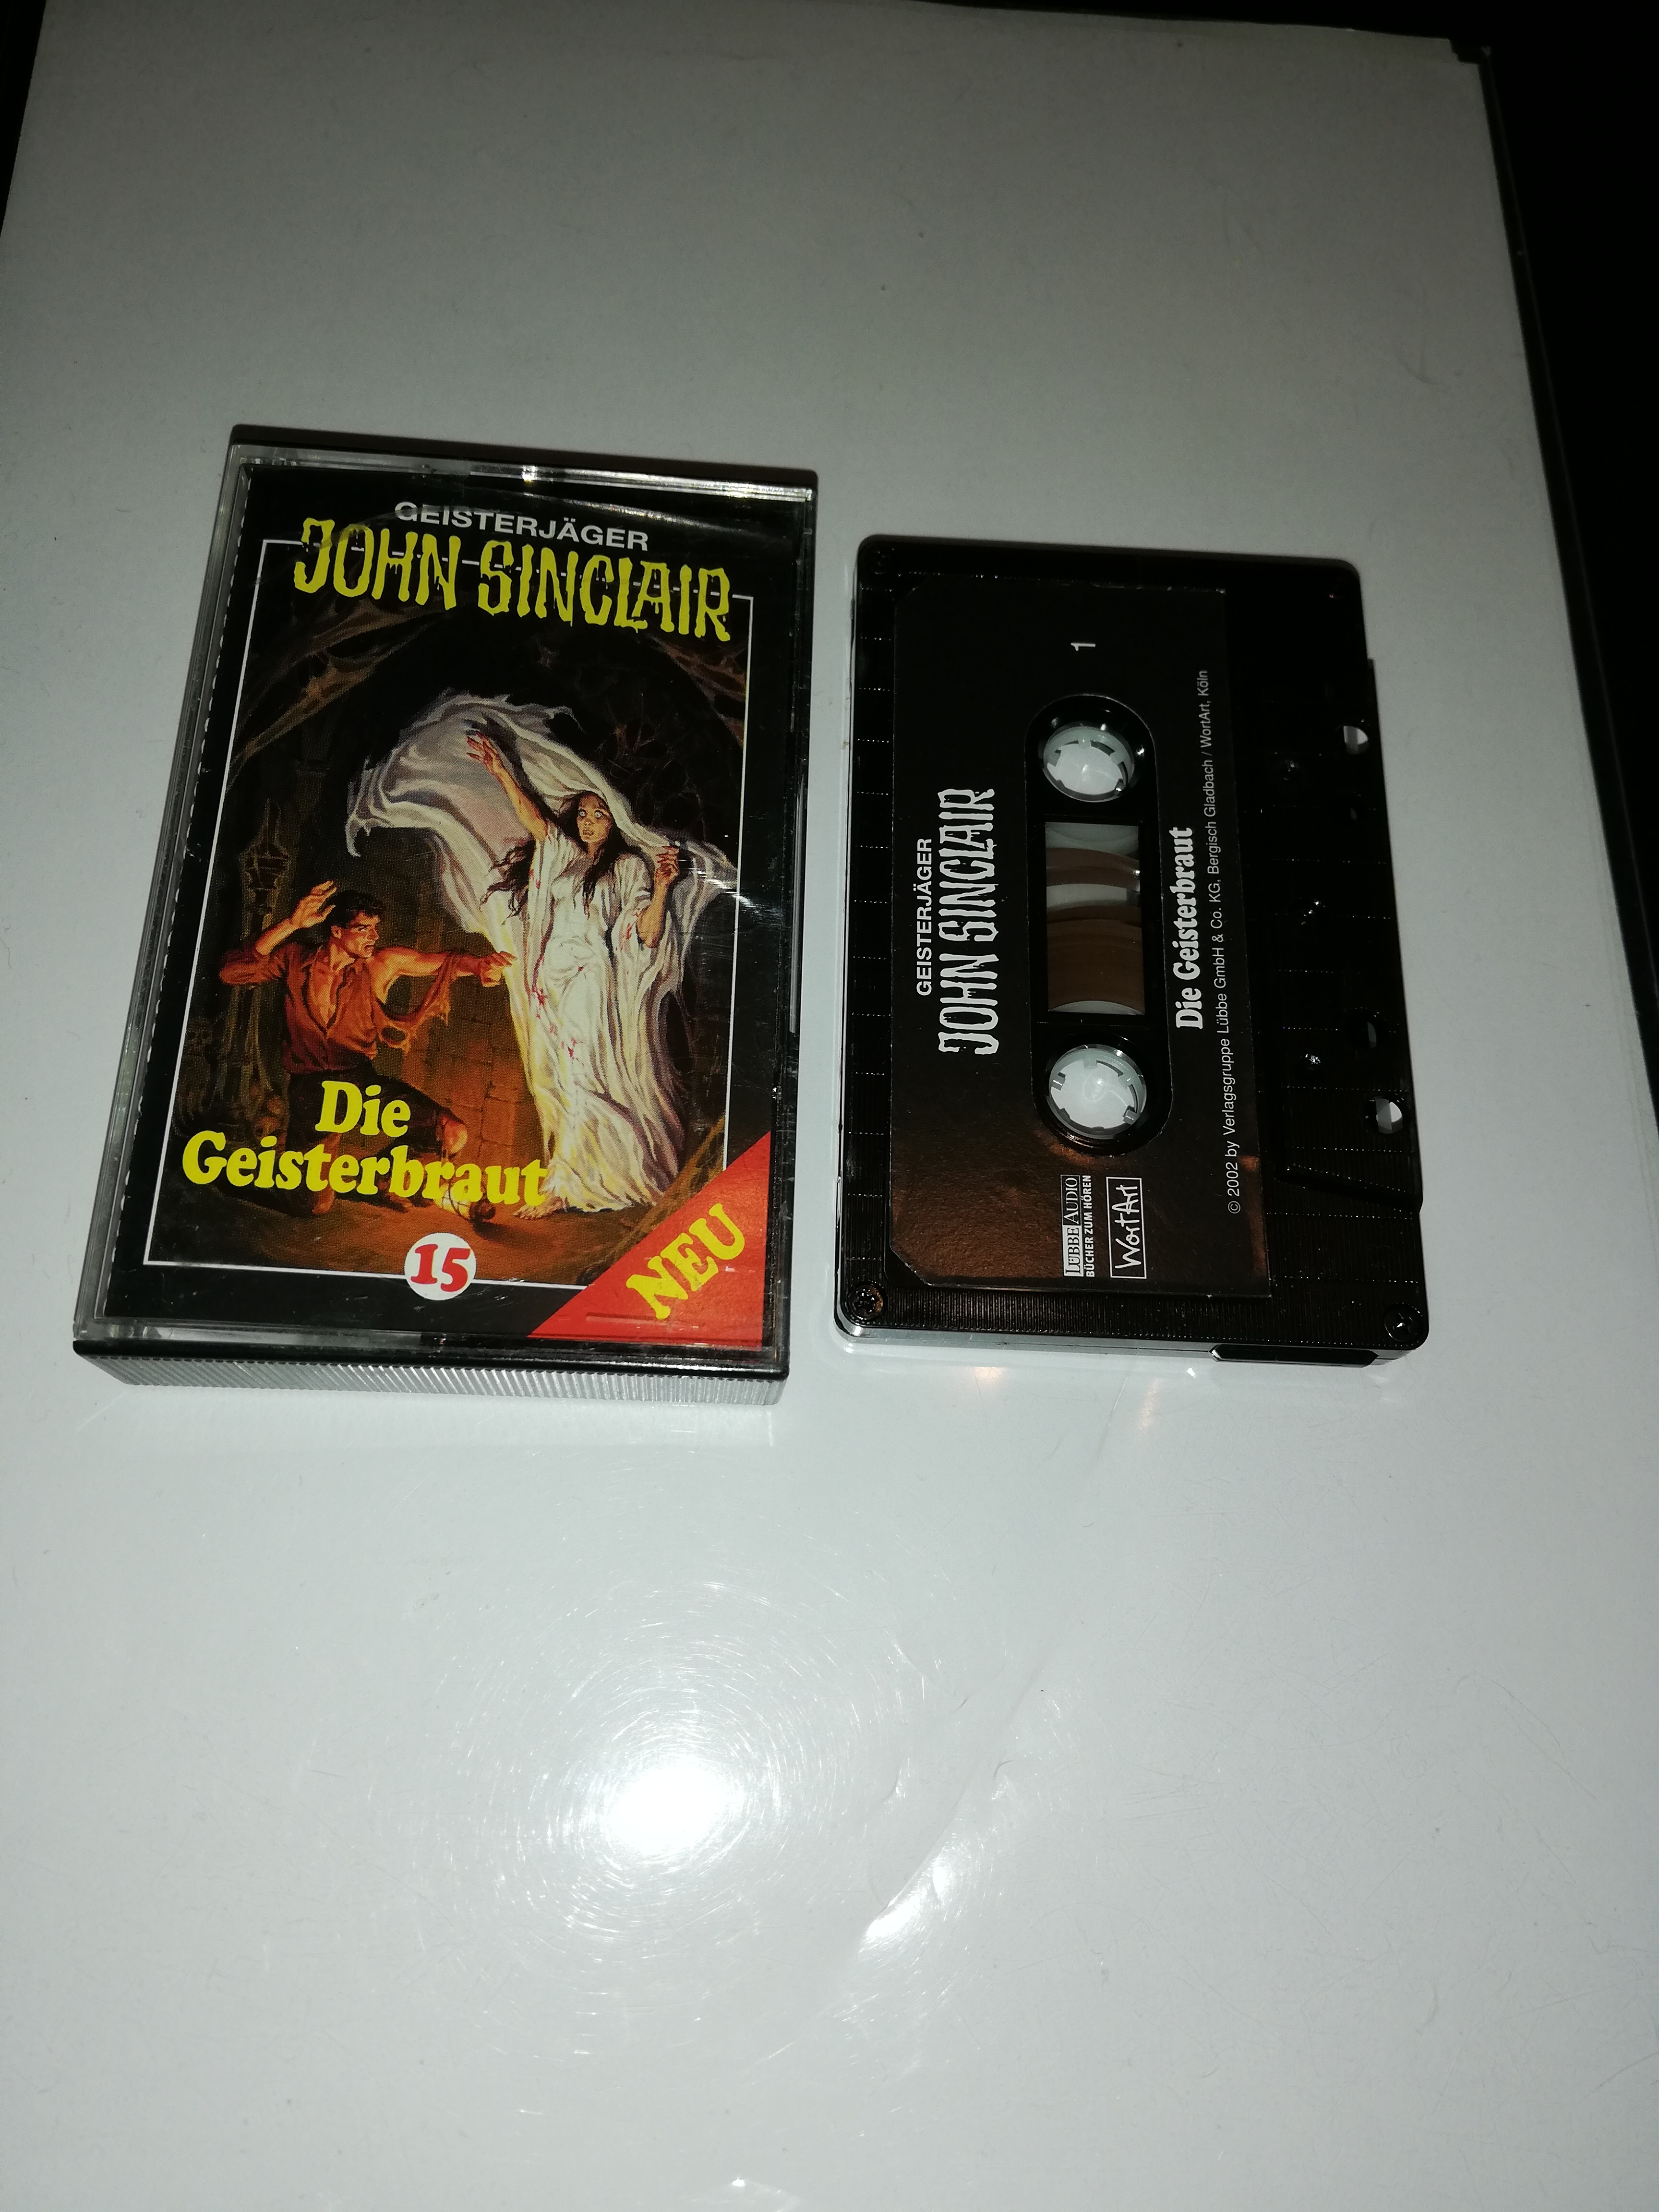 GEISTERJÄGER
JOHN SINCLAIR
Die
Geisterbraut
15
NEU
GEISTERJÄGER
JOHN SINCLAIR
1
LÜBBE AUDIO
BÜCHER ZUM HÖREN
WortArt
Die Geisterbraut
© 2002 by Verlagsgruppe Lübbe GmbH & Co. KG, Bergisch Gladbach / WortArt, Köln